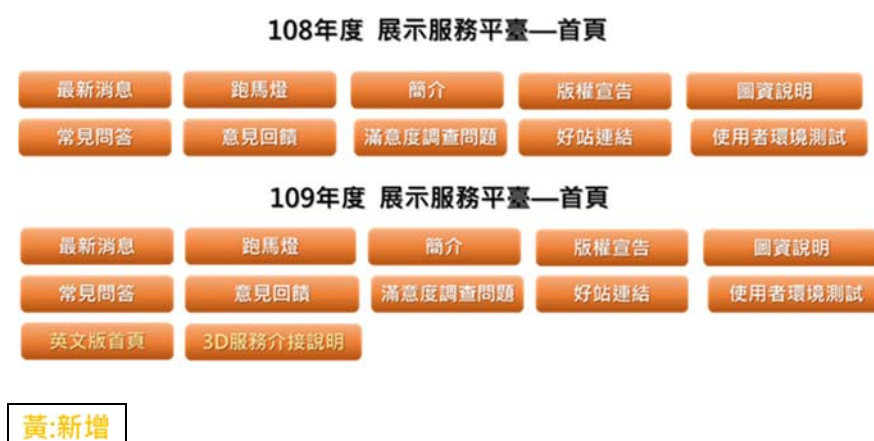 108年度 展示服務平臺—首頁
最新消息 跑馬燈 簡介 版權宣告 圖資說明
常見問答 意見回饋 滿意度調查問題 好站連結 使用者環境測試
109年度 展示服務平臺—首頁
最新消息 跑馬燈 簡介 版權宣告 圖資說明
常見問答 意見回饋 滿意度調查問題 好站連結 使用者環境測試
英文版首頁 3D服務介接說明
黃:新增